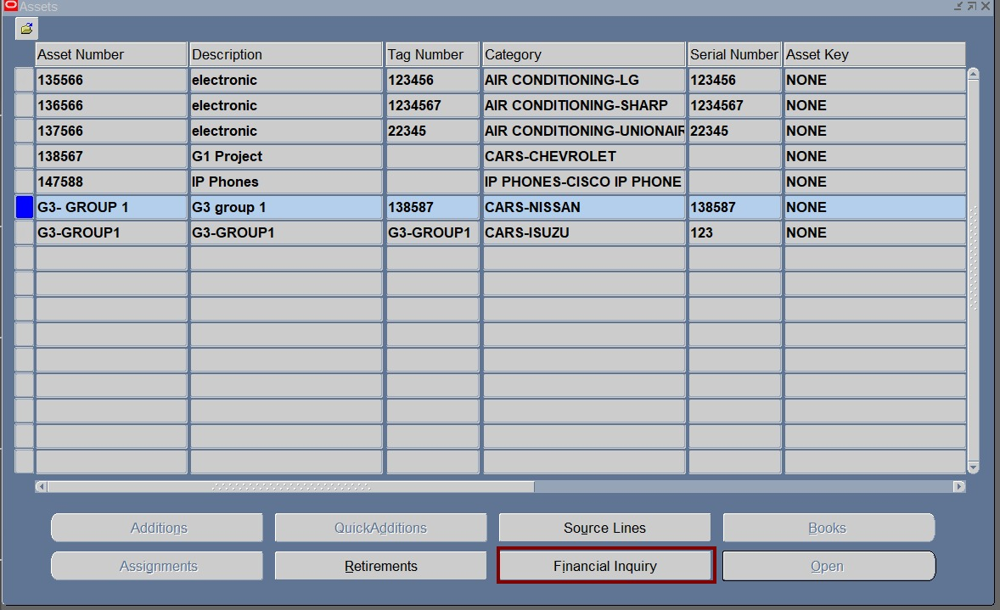 Assets
Asset Number Description Tag Number Category Serial Number Asset Key
135566 electronic 123456 AIR CONDITIONING-LG 123456 NONE
136566 electronic 1234567 AIR CONDITIONING-SHARP 1234567 NONE
137566 electronic 22345 AIR CONDITIONING-UNIONAIR 22345 NONE
138567 G1 Project CARS-CHEVROLET NONE
147588 IP Phones IP PHONES-CISCO IP PHONE NONE
G3- GROUP 1 G3 group 1 138587 CARS-NISSAN 138587 NONE
G3-GROUP1 G3-GROUP1 G3-GROUP1 CARS-ISUZU 123 NONE
Additions QuickAdditions Source Lines Books
Assignments Retirements Financial Inquiry Open